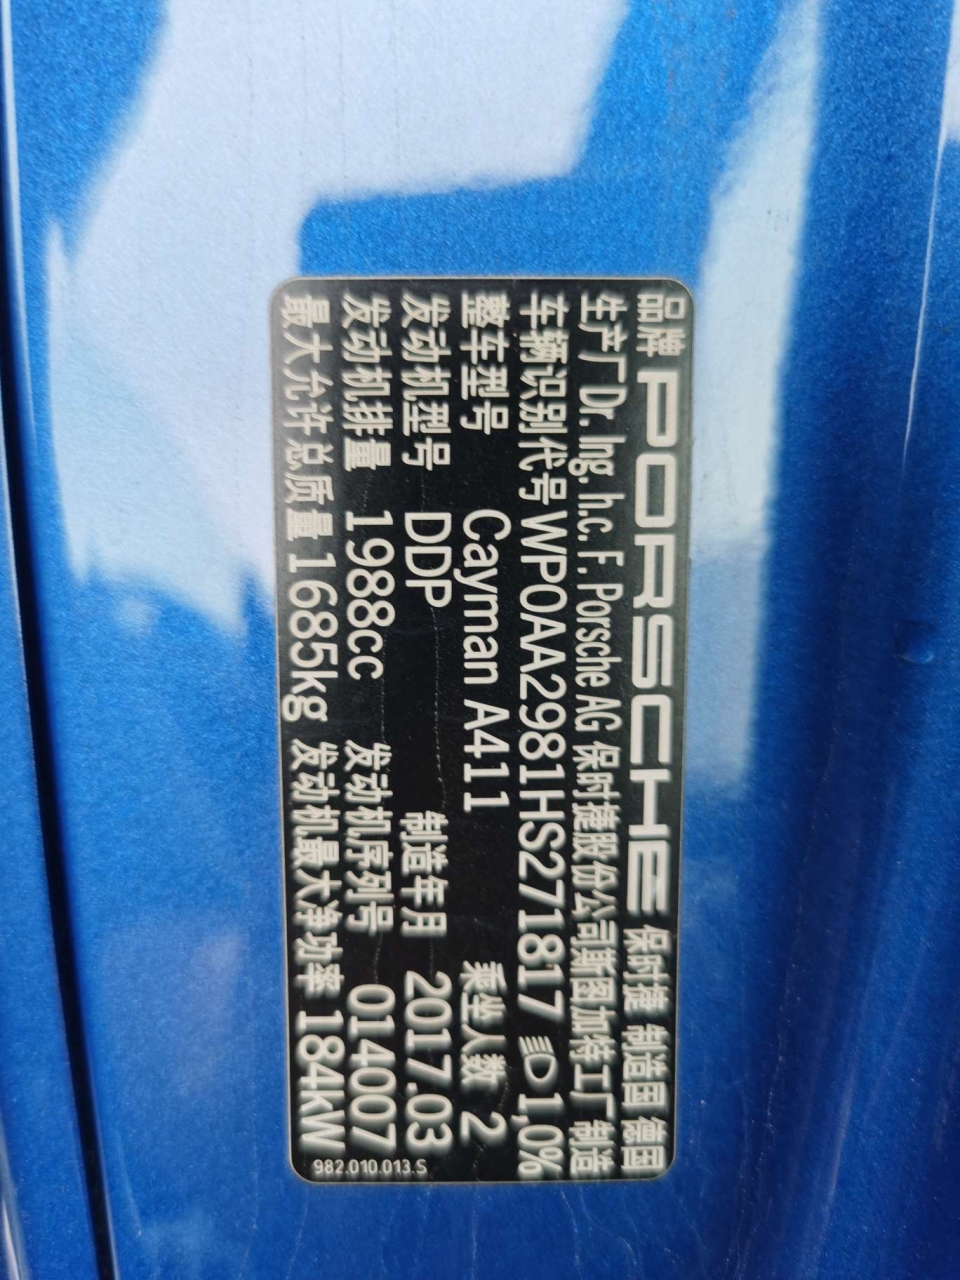 品牌 PORSCHE 保时捷 制造国 德国
生产厂 Dr. Ing. h.c. F. Porsche AG 保时捷股份公司斯图加特工厂 制造
车辆识别代号 WP0AA2981HS271817 1,0%
整车型号 Cayman A411 乘坐人数 2
发动机型号 DDP 制造年月 2017.03
发动机排量 1988cc 发动机序列号 014007
最大允许总质量 1685kg 发动机最大净功率 184kW
982.010.013.S